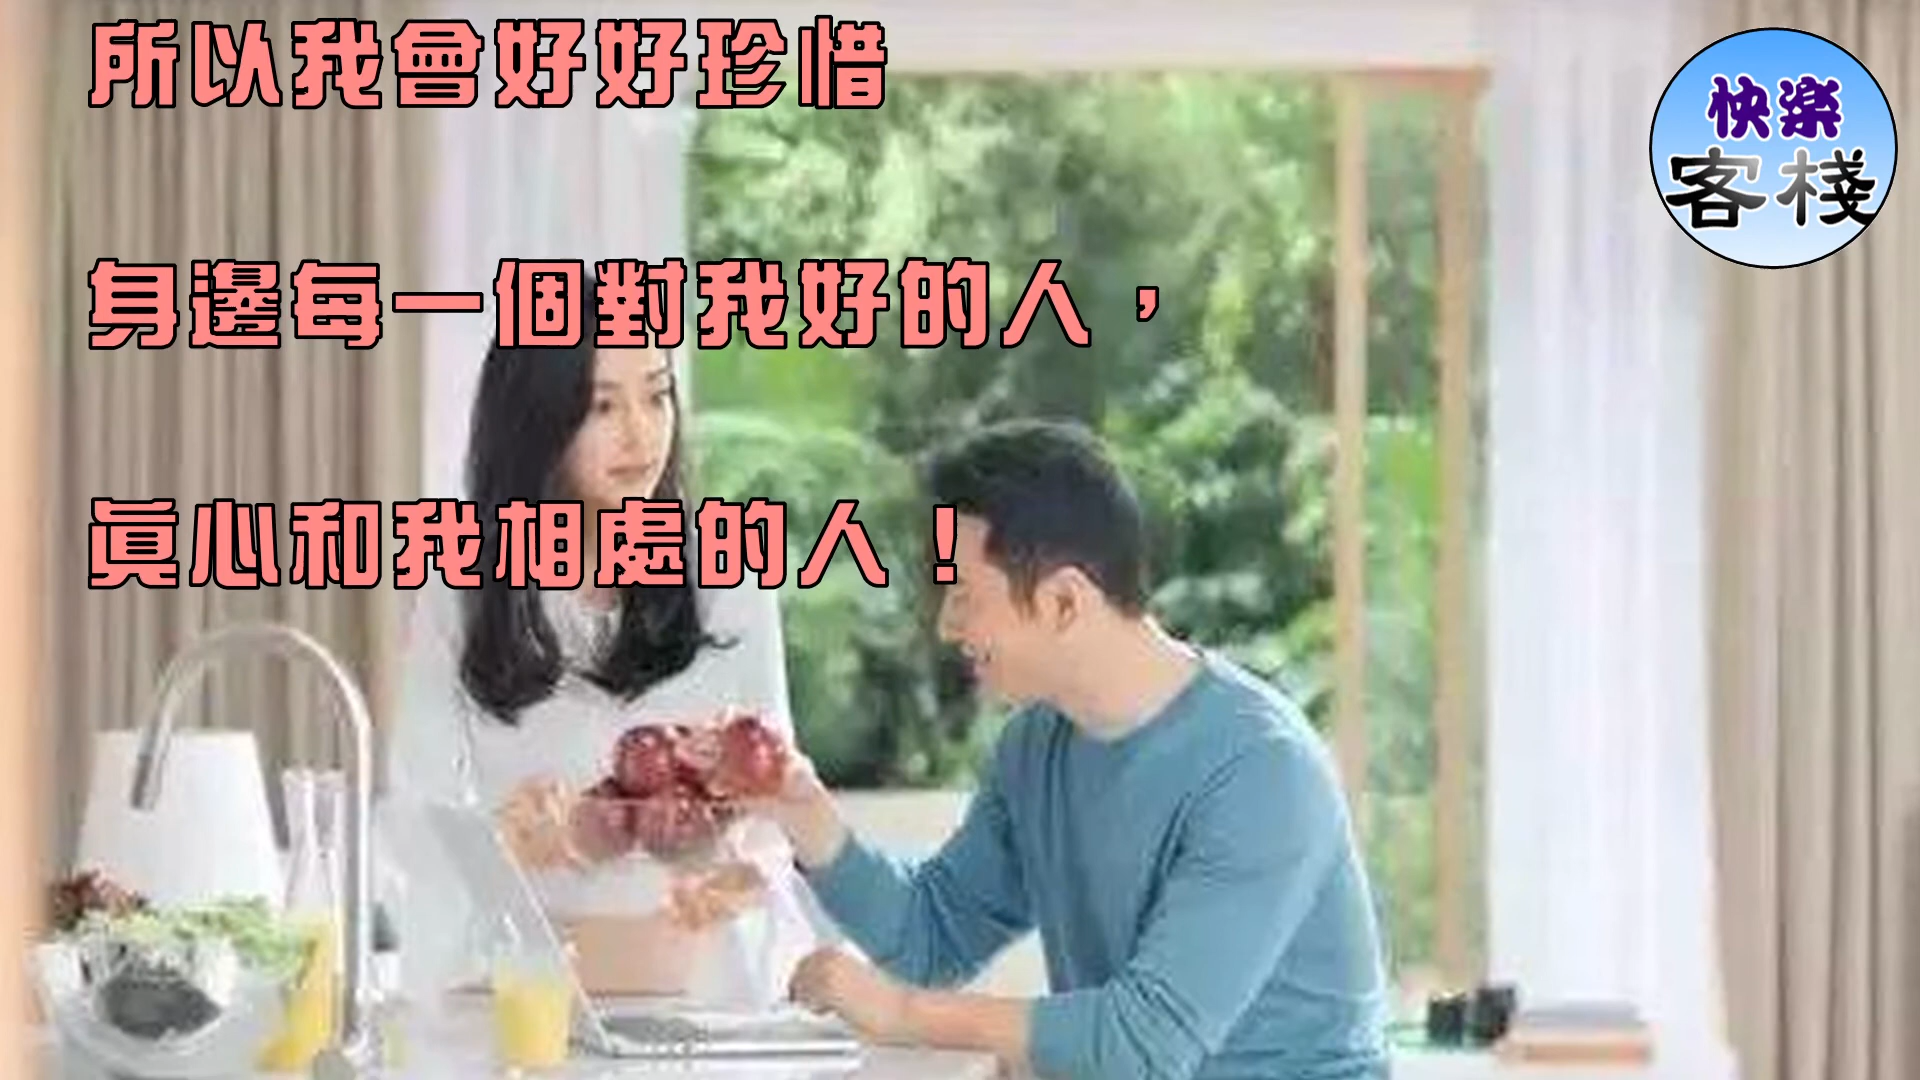 所以我會好好珍惜
快樂
客棧
身邊每一個對我好的人，
真心和我相處的人！